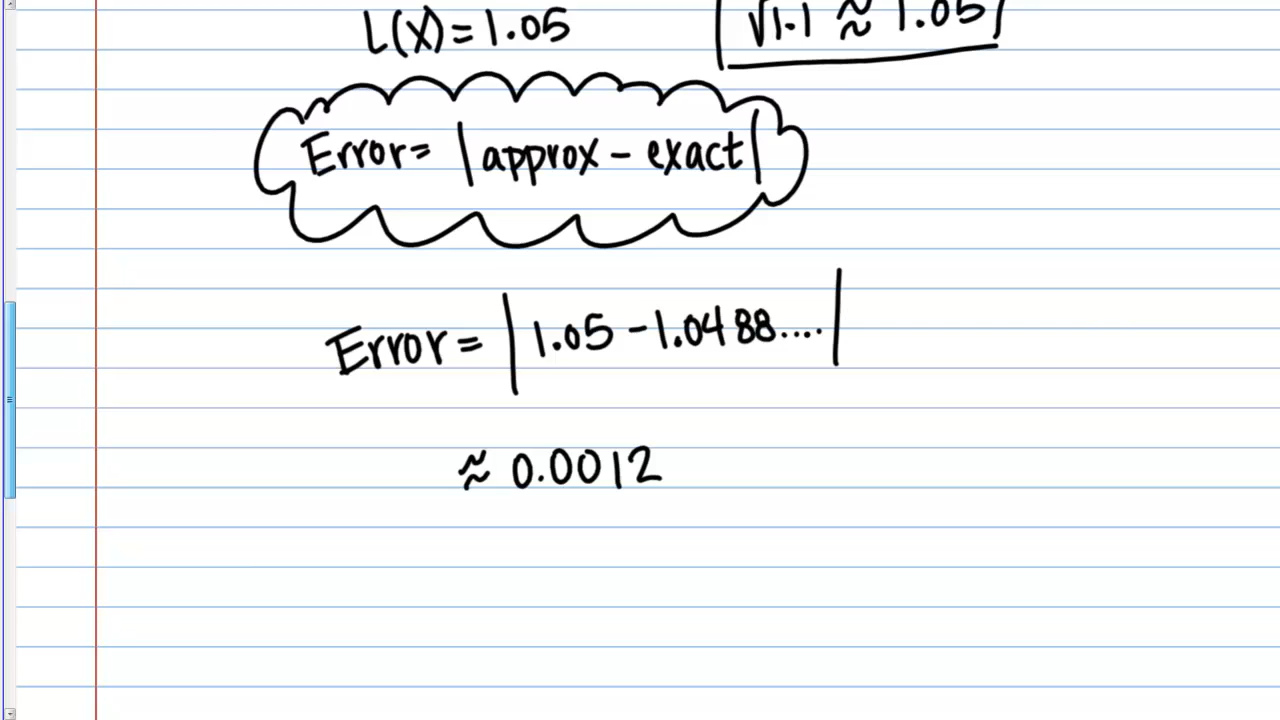 L(X) = 1.05
√1.1 ≈ 1.05
Error = |approx - exact|
Error = |1.05 - 1.0488....|
≈ 0.0012